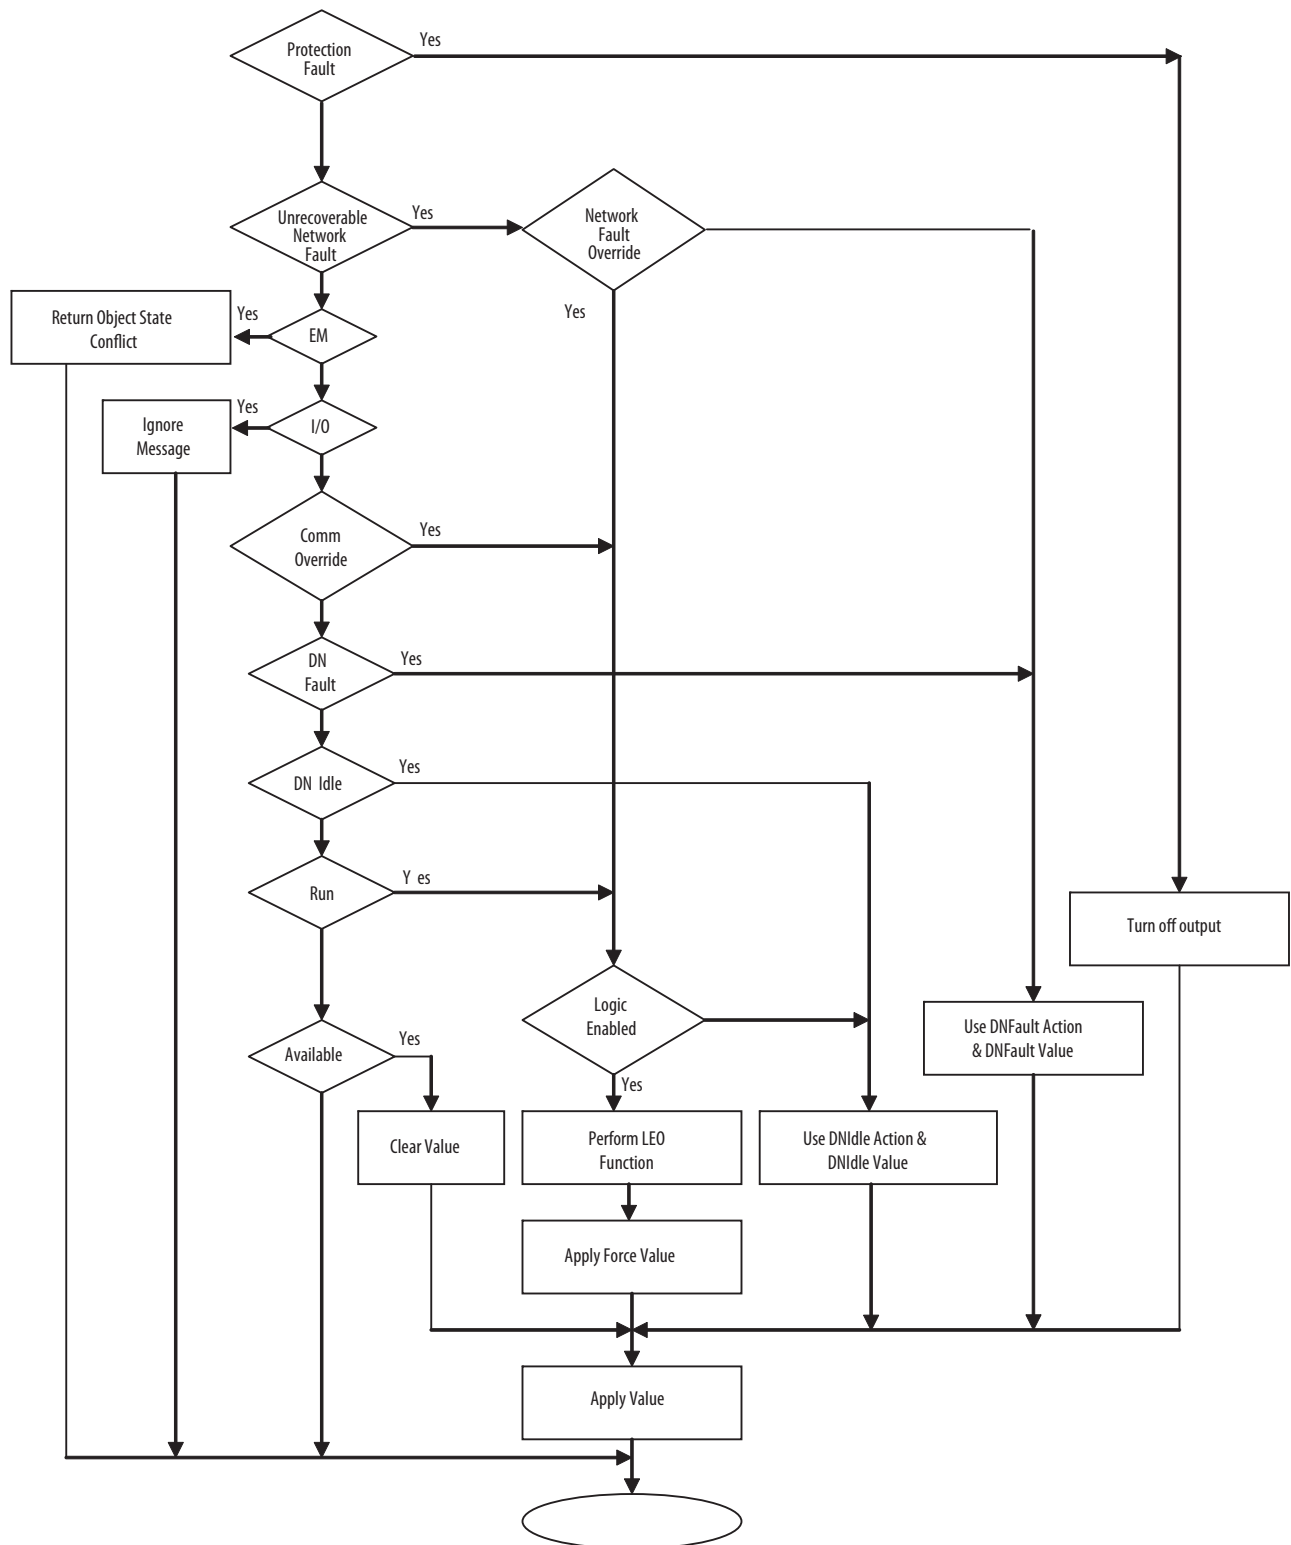 Protection
Fault
Yes
Unrecoverable
Network
Fault
Yes
Network
Fault
Override
Yes
Return Object State
Conflict
Yes
EM
Ignore
Message
Yes
I/O
Comm
Override
Yes
DN
Fault
Yes
DN Idle
Yes
Run
Y es
Turn off output
Logic
Enabled
Yes
Use DNFault Action
& DNFault Value
Available
Yes
Clear Value
Perform LEO
Function
Use DNIdle Action &
DNIdle Value
Apply Force Value
Apply Value